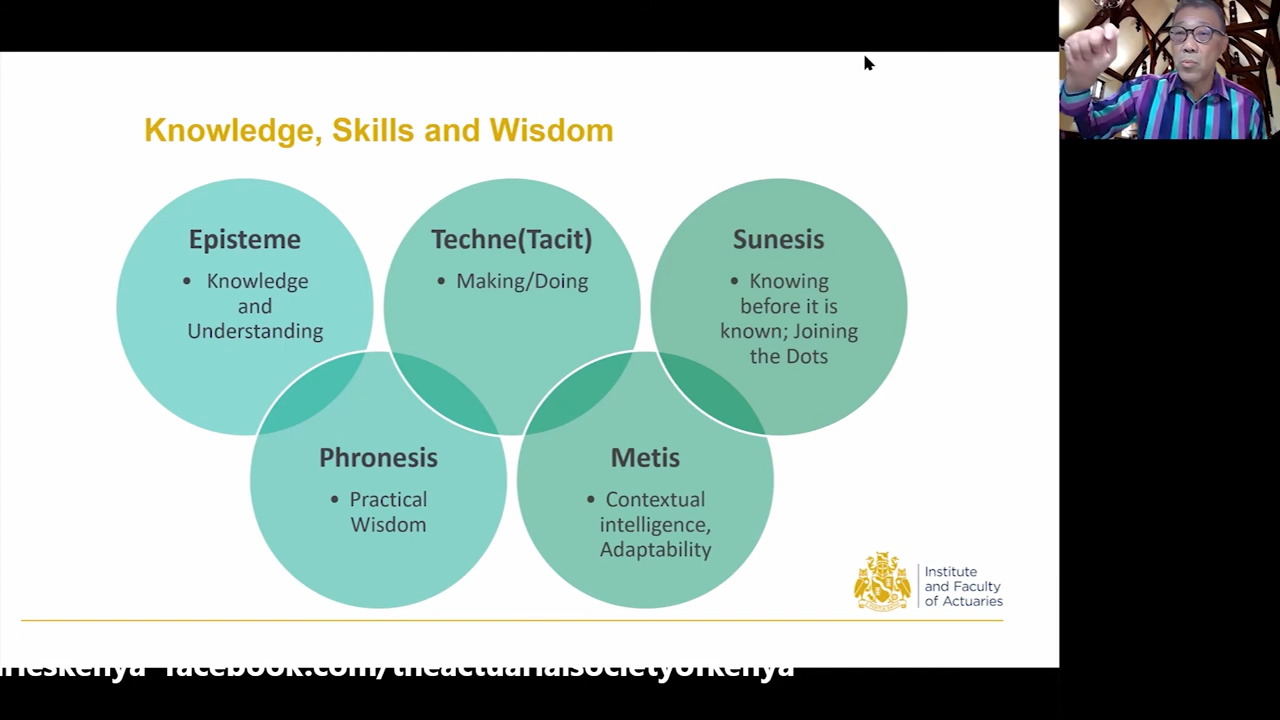 Knowledge, Skills and Wisdom
Episteme
• Knowledge
and
Understanding
Techne(Tacit)
• Making/Doing
Sunesis
• Knowing
before it is
known; Joining
the Dots
Phronesis
• Practical
Wisdom
Metis
• Contextual
intelligence,
Adaptability
Institute
and Faculty
of Actuaries
facebook.com/theactuarialsocietyofkenya